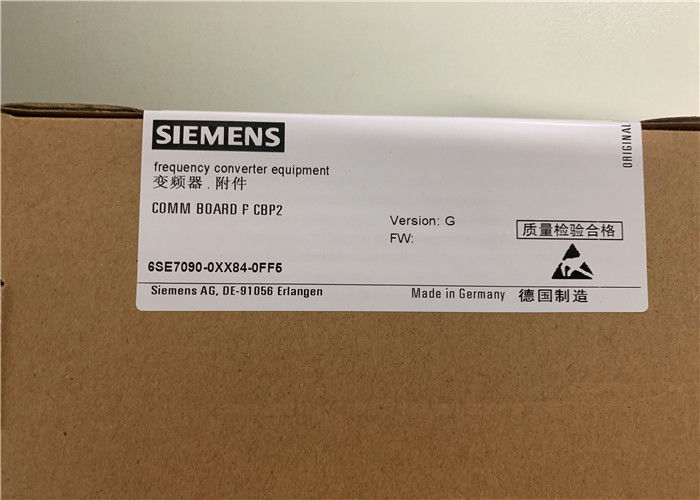 SIEMENS
ORIGINAL
frequency converter equipment
变频器 . 附件
COMM BOARD F CBP2
Version: G
FW:
质量检验合格
6SE7090-0XX84-0FF5
Siemens AG, DE-91056 Erlangen
Made in Germany 德国制造